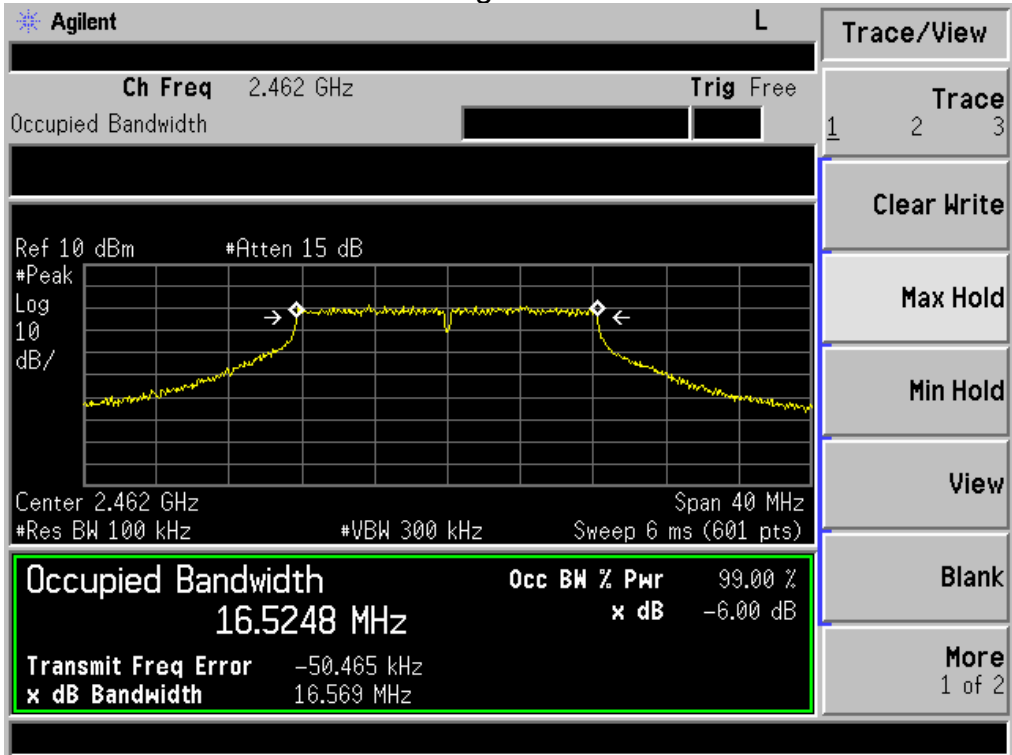 Agilent L
Trace/View
Ch Freq 2.462 GHz Trig Free
Occupied Bandwidth
Trace
1 2 3
Clear Write
Ref 10 dBm #Atten 15 dB
#Peak
Log
10
dB/
Max Hold
Min Hold
View
Center 2.462 GHz Span 40 MHz
#Res BW 100 kHz #VBW 300 kHz Sweep 6 ms (601 pts)
Occupied Bandwidth Occ BW % Pwr 99.00 %
16.5248 MHz x dB -6.00 dB
Blank
Transmit Freq Error -50.465 kHz
x dB Bandwidth 16.569 MHz
More
1 of 2